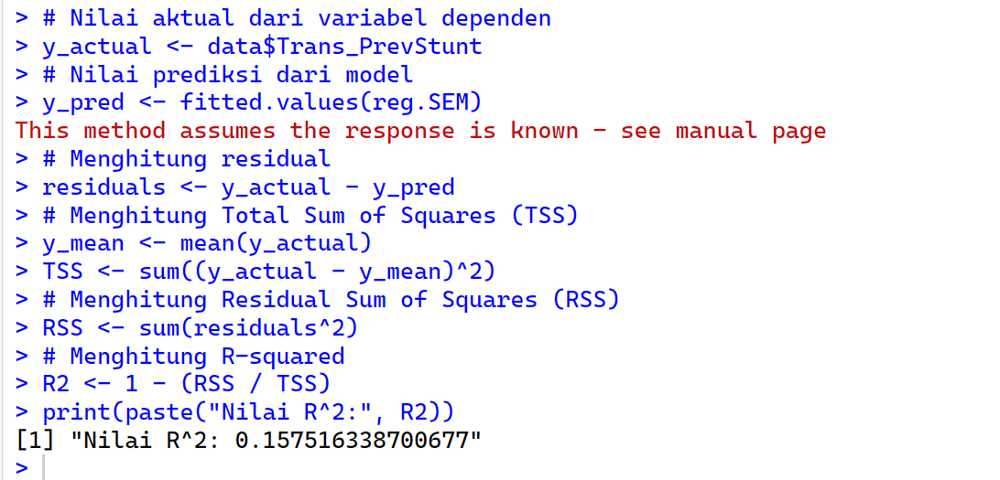 > # Nilai aktual dari variabel dependen
> y_actual <- data$Trans_PrevStunt
> # Nilai prediksi dari model
> y_pred <- fitted.values(reg.SEM)
This method assumes the response is known - see manual page
> # Menghitung residual
> residuals <- y_actual - y_pred
> # Menghitung Total Sum of Squares (TSS)
> y_mean <- mean(y_actual)
> TSS <- sum((y_actual - y_mean)^2)
> # Menghitung Residual Sum of Squares (RSS)
> RSS <- sum(residuals^2)
> # Menghitung R-squared
> R2 <- 1 - (RSS / TSS)
> print(paste("Nilai R^2:", R2))
[1] "Nilai R^2: 0.157516338700677"
>